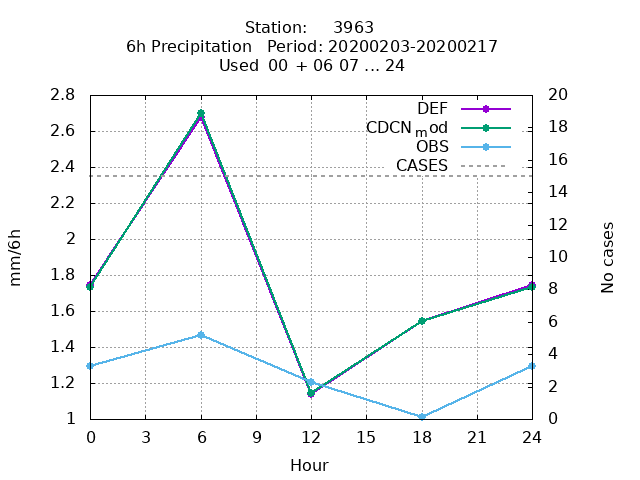 Station: 3963
6h Precipitation Period: 20200203-20200217
Used 00 + 06 07 ... 24
DEF
CDCN_mod
OBS
CASES
2.8
2.6
2.4
2.2
2
1.8
1.6
1.4
1.2
1
20
18
16
14
12
10
8
6
4
2
0
mm/6h
No cases
0 3 6 9 12 15 18 21 24
Hour